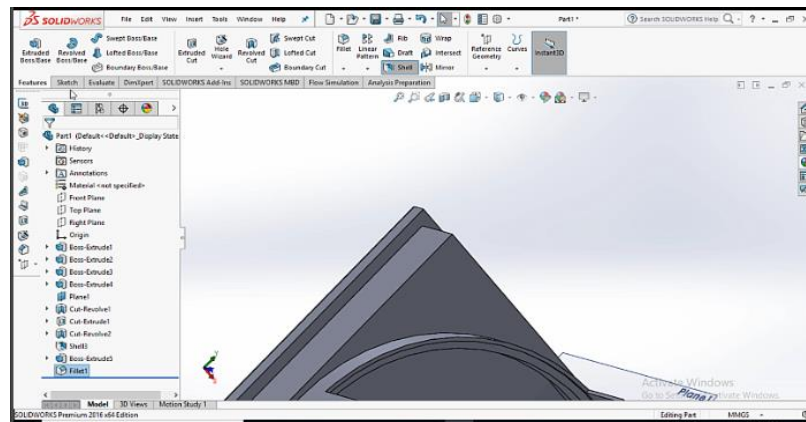 SOLIDWORKS File Edit View Insert Tools Window Help Part1 * Search SOLIDWORKS Help
Extruded Boss/Base
Revolved Boss/Base
Swept Boss/Base
Lofted Boss/Base
Boundary Boss/Base
Extruded Cut
Hole Wizard
Revolved Cut
Swept Cut
Lofted Cut
Boundary Cut
Fillet
Linear Pattern
Rib
Draft
Shell
Wrap
Intersect
Mirror
Reference Geometry
Curves
Instant3D
Features Sketch Evaluate DimXpert SOLIDWORKS Add-Ins SOLIDWORKS MBD Flow Simulation Analysis Preparation
Part1 (Default<<Default>_Display State
History
Sensors
Annotations
Material <not specified>
Front Plane
Top Plane
Right Plane
Origin
Boss-Extrude1
Boss-Extrude2
Boss-Extrude3
Boss-Extrude4
Plane1
Cut-Revolve1
Cut-Extrude1
Cut-Revolve2
Shell3
Boss-Extrude5
Fillet1
Activate Windows
Go to Settings to activate Windows.
Model 3D Views Motion Study 1
SOLIDWORKS Premium 2016 x64 Edition Editing Part MMGS